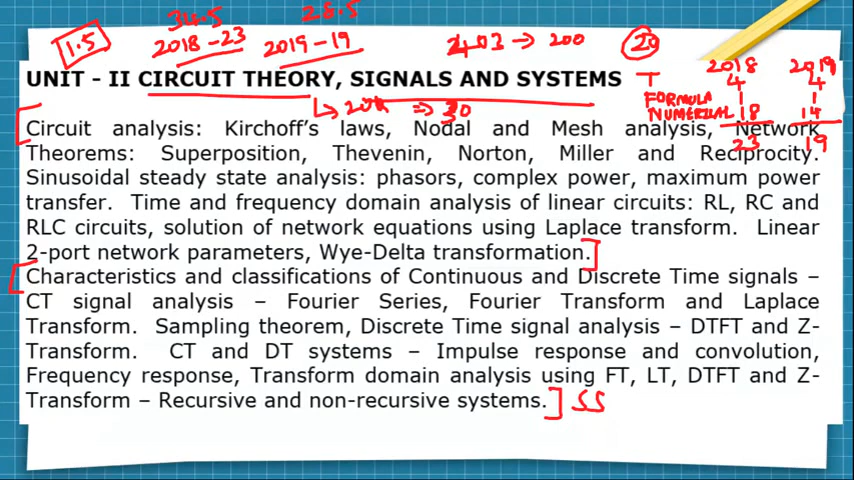 34.5 28.5
1.5 2018-23 2019-19 2403 → 200 20
2018 2019
UNIT - II CIRCUIT THEORY, SIGNALS AND SYSTEMS T 4 4
FORMULA 1 1
NUMERICAL 18 14
⇒ 30
23 19
Circuit analysis: Kirchoff's laws, Nodal and Mesh analysis, Network
Theorems: Superposition, Thevenin, Norton, Miller and Reciprocity.
Sinusoidal steady state analysis: phasors, complex power, maximum power
transfer. Time and frequency domain analysis of linear circuits: RL, RC and
RLC circuits, solution of network equations using Laplace transform. Linear
2-port network parameters, Wye-Delta transformation.
Characteristics and classifications of Continuous and Discrete Time signals –
CT signal analysis – Fourier Series, Fourier Transform and Laplace
Transform. Sampling theorem, Discrete Time signal analysis – DTFT and Z-
Transform. CT and DT systems – Impulse response and convolution,
Frequency response, Transform domain analysis using FT, LT, DTFT and Z-
Transform – Recursive and non-recursive systems. SS